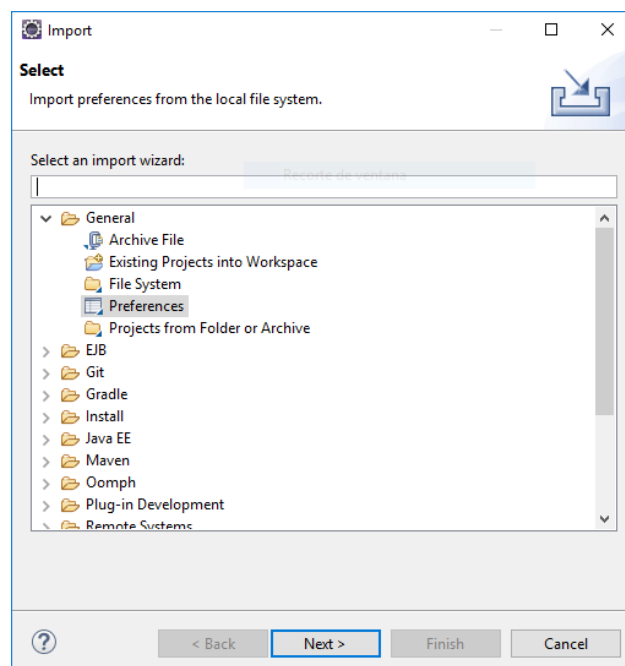 Import
Select
Import preferences from the local file system.
Select an import wizard:
Recorte de ventana
General
Archive File
Existing Projects into Workspace
File System
Preferences
Projects from Folder or Archive
EJB
Git
Gradle
Install
Java EE
Maven
Oomph
Plug-in Development
Remote Systems
?
< Back
Next >
Finish
Cancel